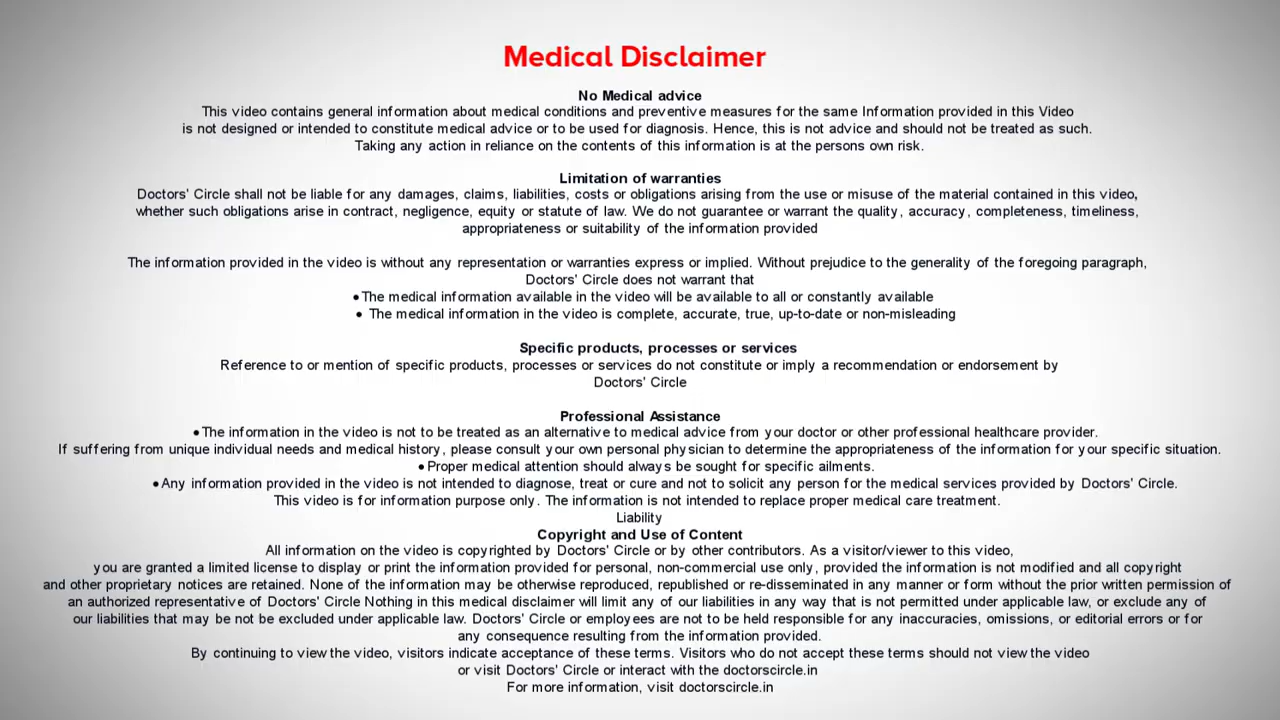 Medical Disclaimer
No Medical advice
This video contains general information about medical conditions and preventive measures for the same Information provided in this Video
is not designed or intended to constitute medical advice or to be used for diagnosis. Hence, this is not advice and should not be treated as such.
Taking any action in reliance on the contents of this information is at the persons own risk.
Limitation of warranties
Doctors' Circle shall not be liable for any damages, claims, liabilities, costs or obligations arising from the use or misuse of the material contained in this video,
whether such obligations arise in contract, negligence, equity or statute of law. We do not guarantee or warrant the quality, accuracy, completeness, timeliness,
appropriateness or suitability of the information provided
The information provided in the video is without any representation or warranties express or implied. Without prejudice to the generality of the foregoing paragraph,
Doctors' Circle does not warrant that
•The medical information available in the video will be available to all or constantly available
• The medical information in the video is complete, accurate, true, up-to-date or non-misleading
Specific products, processes or services
Reference to or mention of specific products, processes or services do not constitute or imply a recommendation or endorsement by
Doctors' Circle
Professional Assistance
•The information in the video is not to be treated as an alternative to medical advice from your doctor or other professional healthcare provider.
If suffering from unique individual needs and medical history, please consult your own personal physician to determine the appropriateness of the information for your specific situation.
•Proper medical attention should always be sought for specific ailments.
•Any information provided in the video is not intended to diagnose, treat or cure and not to solicit any person for the medical services provided by Doctors' Circle.
This video is for information purpose only. The information is not intended to replace proper medical care treatment.
Liability
Copyright and Use of Content
All information on the video is copyrighted by Doctors' Circle or by other contributors. As a visitor/viewer to this video,
you are granted a limited license to display or print the information provided for personal, non-commercial use only, provided the information is not modified and all copyright
and other proprietary notices are retained. None of the information may be otherwise reproduced, republished or re-disseminated in any manner or form without the prior written permission of
an authorized representative of Doctors' Circle Nothing in this medical disclaimer will limit any of our liabilities in any way that is not permitted under applicable law, or exclude any of
our liabilities that may be not be excluded under applicable law. Doctors' Circle or employees are not to be held responsible for any inaccuracies, omissions, or editorial errors or for
any consequence resulting from the information provided.
By continuing to view the video, visitors indicate acceptance of these terms. Visitors who do not accept these terms should not view the video
or visit Doctors' Circle or interact with the doctorscircle.in
For more information, visit doctorscircle.in